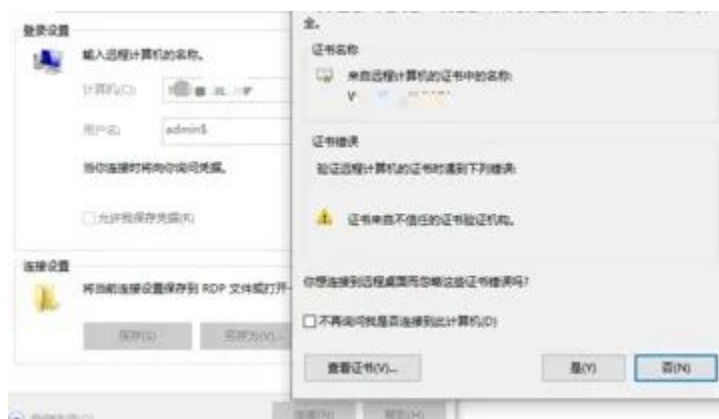 登录设置
输入远程计算机的名称。
计算机(C):
用户名:
admin$
当你连接时将向你询问凭据。
允许我保存凭据(R)
连接设置
将当前连接设置保存到 RDP 文件或打开一
保存(S)
另存为(V)...
全。
证书名称
来自远程计算机的证书中的名称:
证书错误
验证远程计算机的证书时遇到下列错误:
证书来自不信任的证书验证机构。
你想连接到远程桌面而忽略这些证书错误吗?
不再询问我是否连接到此计算机(D)
查看证书(V)...
是(Y)
否(N)